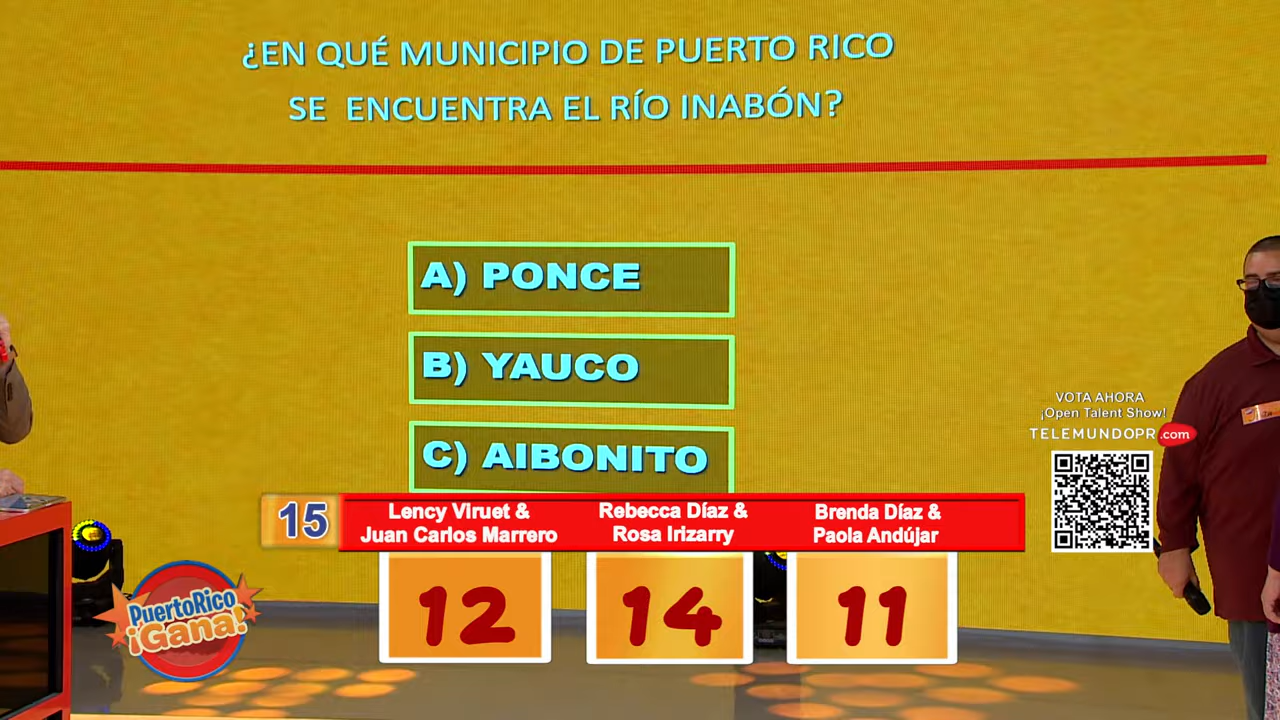 ¿EN QUÉ MUNICIPIO DE PUERTO RICO
SE ENCUENTRA EL RÍO INABÓN?
A) PONCE
B) YAUCO
C) AIBONITO
VOTA AHORA
¡Open Talent Show!
TELEMUNDOPR.com
15
Lency Viruet &
Juan Carlos Marrero
Rebecca Díaz &
Rosa Irizarry
Brenda Díaz &
Paola Andújar
12
14
11
PuertoRico
¡Gana!